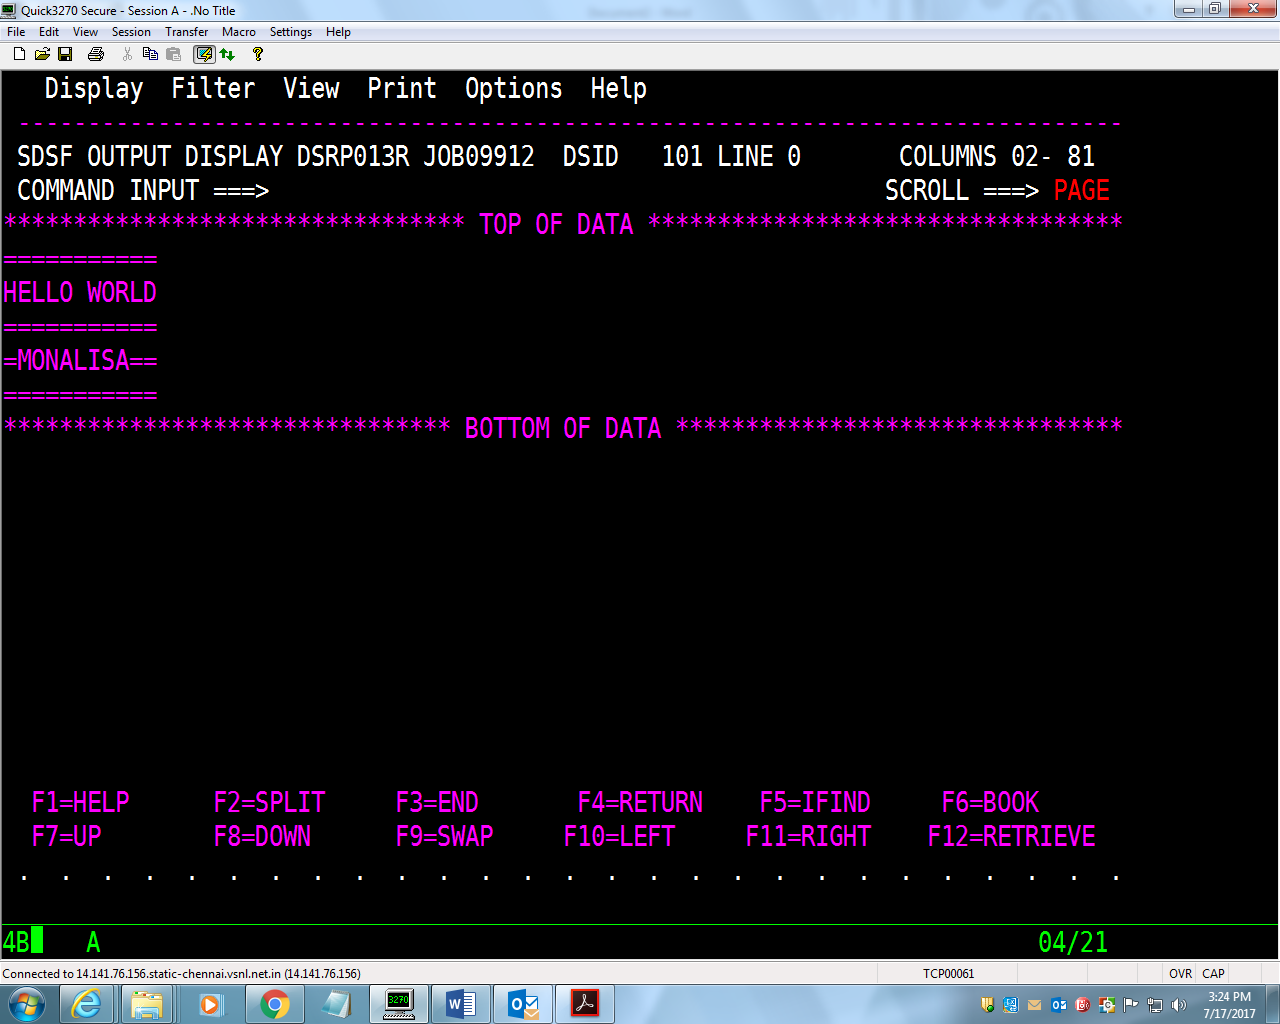 Quick3270 Secure - Session A - .No Title
File Edit View Session Transfer Macro Settings Help
Display Filter View Print Options Help
--------------------------------------------------------------------------------
SDSF OUTPUT DISPLAY DSRP013R JOB09912 DSID 101 LINE 0 COLUMNS 02- 81
COMMAND INPUT ===> SCROLL ===> PAGE
********************************* TOP OF DATA **********************************
===========
HELLO WORLD
===========
=MONALISA==
===========
******************************** BOTTOM OF DATA ********************************
F1=HELP F2=SPLIT F3=END F4=RETURN F5=IFIND F6=BOOK
F7=UP F8=DOWN F9=SWAP F10=LEFT F11=RIGHT F12=RETRIEVE
. . . . . . . . . . . . . . . . . . . . . . . . . . .
4B A 04/21
Connected to 14.141.76.156.static-chennai.vsnl.net.in (14.141.76.156) TCP00061 OVR CAP
3270
3:24 PM
7/17/2017